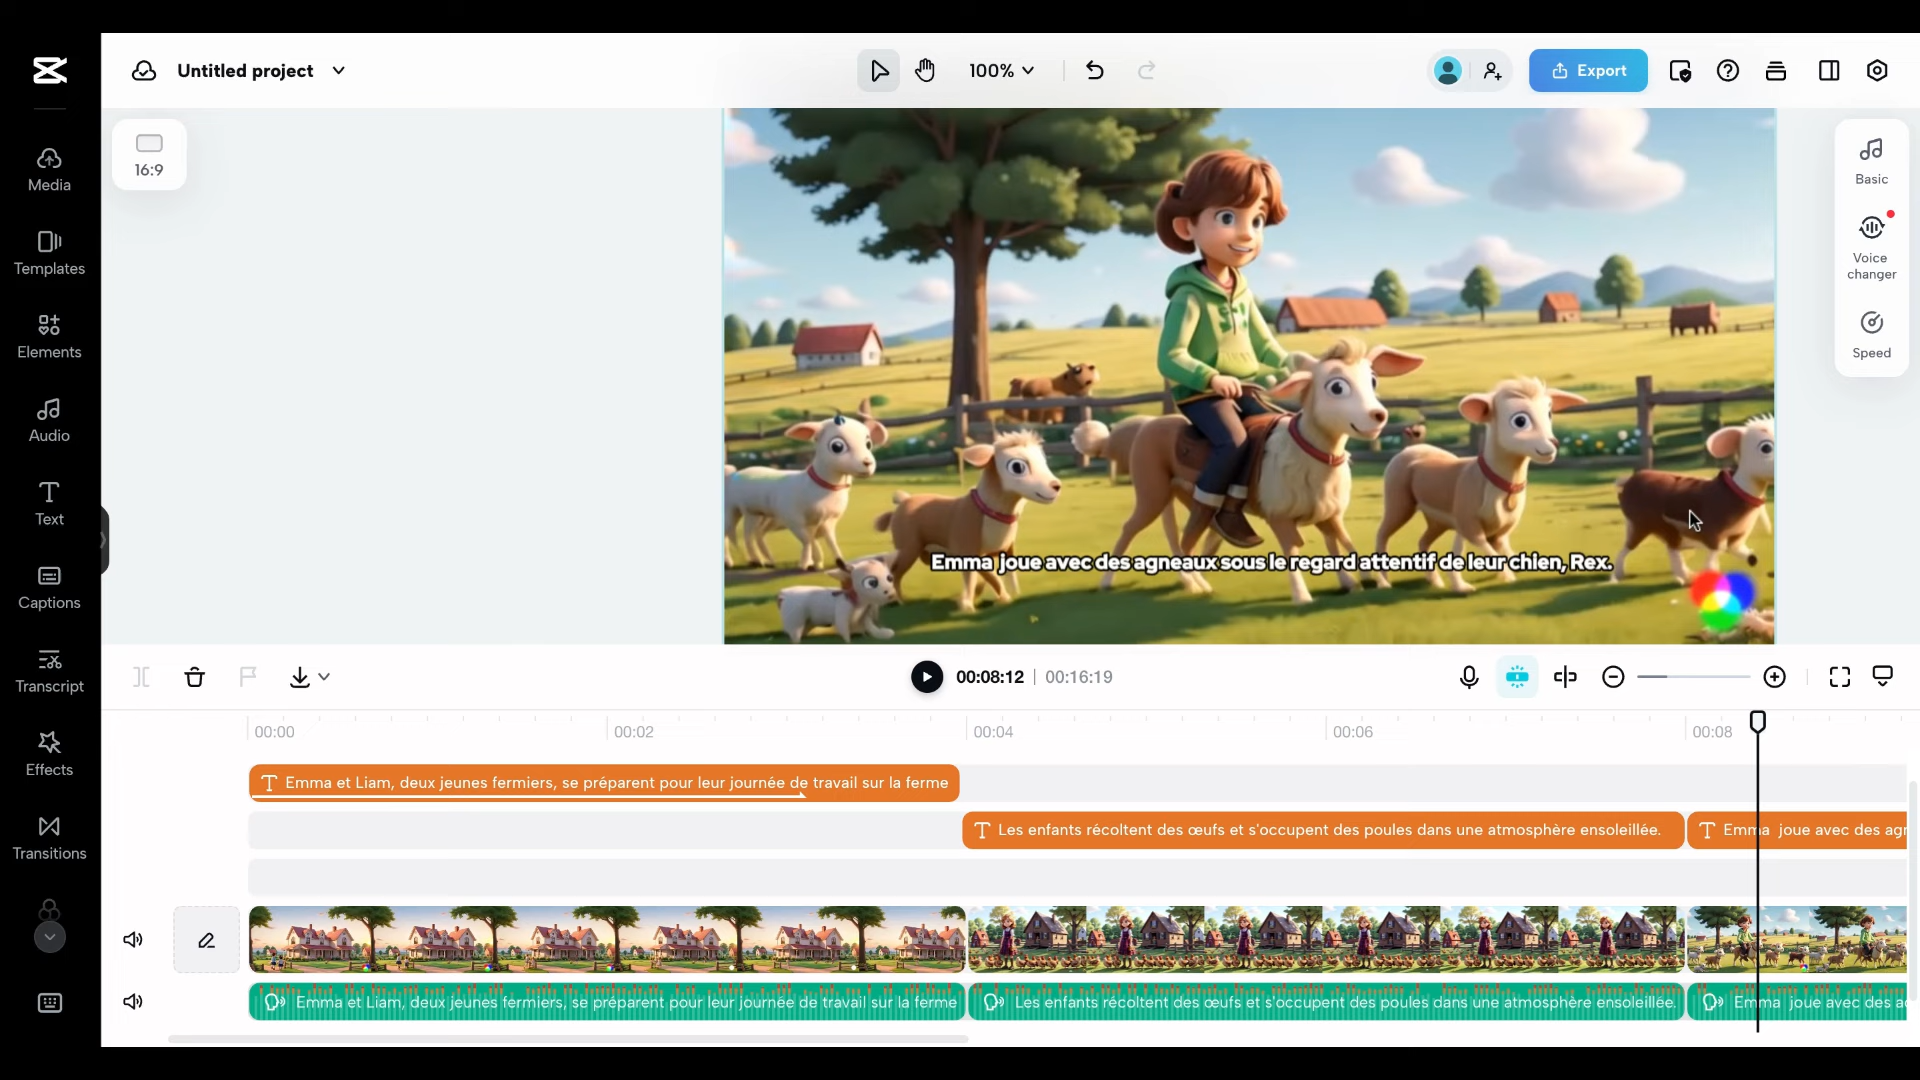 Untitled project
100%
Export
16:9
Media
Templates
Elements
Audio
Text
Captions
Transcript
Effects
Transitions
Basic
Voice
changer
Speed
Emma joue avec des agneaux sous le regard attentif de leur chien, Rex.
00:08:12 | 00:16:19
00:00
00:02
00:04
00:06
00:08
Emma et Liam, deux jeunes fermiers, se préparent pour leur journée de travail sur la ferme
Les enfants récoltent des œufs et s'occupent des poules dans une atmosphère ensoleillée.
Emma joue avec des agn
Emma et Liam, deux jeunes fermiers, se préparent pour leur journée de travail sur la ferme
Les enfants récoltent des œufs et s'occupent des poules dans une atmosphère ensoleillée.
Emma joue avec des a